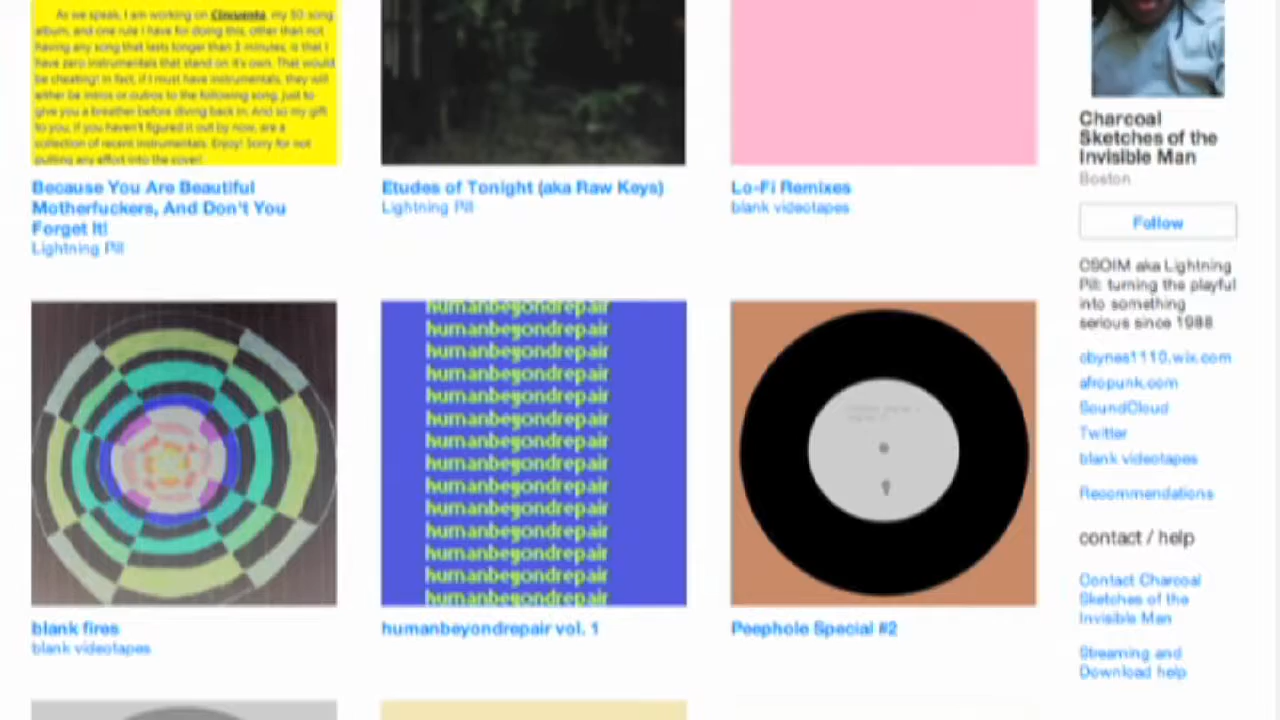 As we speak, I am working on Cincuenta, my 50 song
album, and one rule I have for doing this, other than not
having any song that lasts longer than 3 minutes, is that I
have zero instrumentals that stand on it's own. That would
be cheating! In fact, if I must have instrumentals, they will
either be intros or outros to the following song, just to
give you a breather before diving back in. And so my gift
to you, if you haven't figured it out by now, are a
collection of recent instrumentals. Enjoy! Sorry for not
putting any effort into the cover!
Because You Are Beautiful
Motherfuckers, And Don't You
Forget It!
Lightning Pill
Etudes of Tonight (aka Raw Keys)
Lightning Pill
Lo-Fi Remixes
blank videotapes
humanbeyondrepair
humanbeyondrepair
humanbeyondrepair
humanbeyondrepair
humanbeyondrepair
humanbeyondrepair
humanbeyondrepair
humanbeyondrepair
humanbeyondrepair
humanbeyondrepair
humanbeyondrepair
humanbeyondrepair
humanbeyondrepair
humanbeyondrepair
blank fires
blank videotapes
humanbeyondrepair vol. 1
Peephole Special #2
Charcoal
Sketches of the
Invisible Man
Boston
Follow
CSOIM aka Lightning
Pill: turning the playful
into something
serious since 1988.
obynes1110.wix.com
afropunk.com
SoundCloud
Twitter
blank videotapes
Recommendations
contact / help
Contact Charcoal
Sketches of the
Invisible Man
Streaming and
Download help